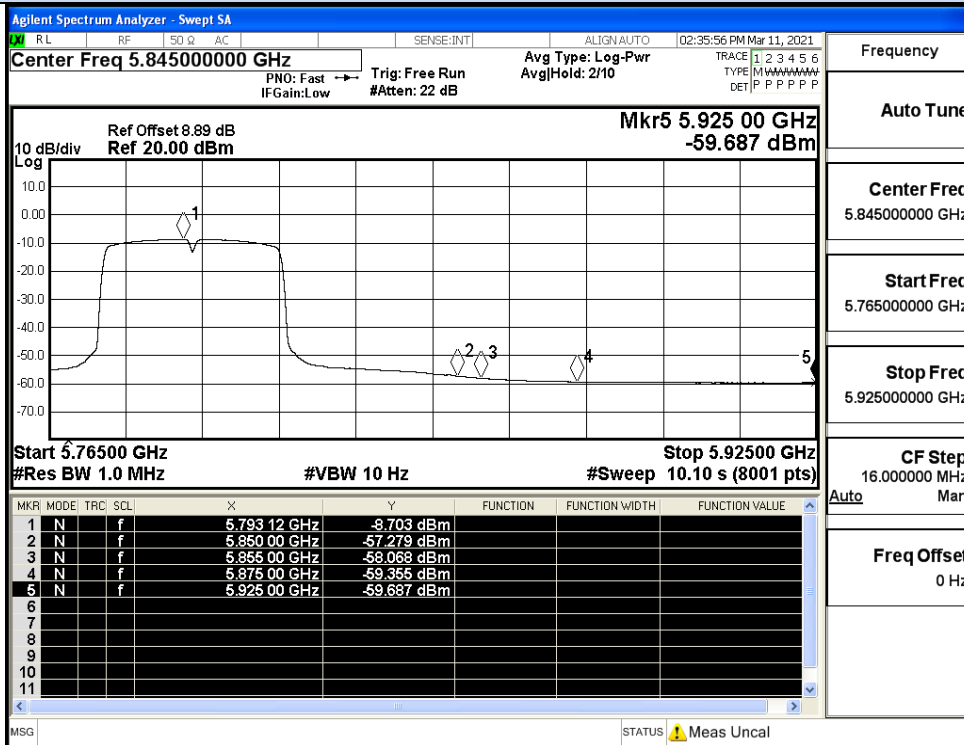 Agilent Spectrum Analyzer - Swept SA
LXI RL RF 50 Ω AC SENSE:INT ALIGN AUTO 02:35:56 PM Mar 11, 2021
Center Freq 5.845000000 GHz
PNO: Fast
IFGain:Low
Trig: Free Run
#Atten: 22 dB
Avg Type: Log-Pwr
Avg|Hold: 2/10
TRACE 1 2 3 4 5 6
TYPE M WWWWW
DET P P P P P P
Mkr5 5.925 00 GHz
-59.687 dBm
Ref Offset 8.89 dB
Ref 20.00 dBm
10 dB/div
Log
10.0
0.00
-10.0
-20.0
-30.0
-40.0
-50.0
-60.0
-70.0
1
2
3
4
5
Start 5.76500 GHz
Stop 5.92500 GHz
#Res BW 1.0 MHz
#VBW 10 Hz
#Sweep 10.10 s (8001 pts)
MKR MODE TRC SCL X Y FUNCTION FUNCTION WIDTH FUNCTION VALUE
1 N f 5.793 12 GHz -8.703 dBm
2 N f 5.850 00 GHz -57.279 dBm
3 N f 5.855 00 GHz -58.068 dBm
4 N f 5.875 00 GHz -59.355 dBm
5 N f 5.925 00 GHz -59.687 dBm
6
7
8
9
10
11
MSG
STATUS Meas Uncal
Frequency
Auto Tune
Center Freq
5.845000000 GHz
Start Freq
5.765000000 GHz
Stop Freq
5.925000000 GHz
CF Step
16.000000 MHz
Auto Man
Freq Offset
0 Hz